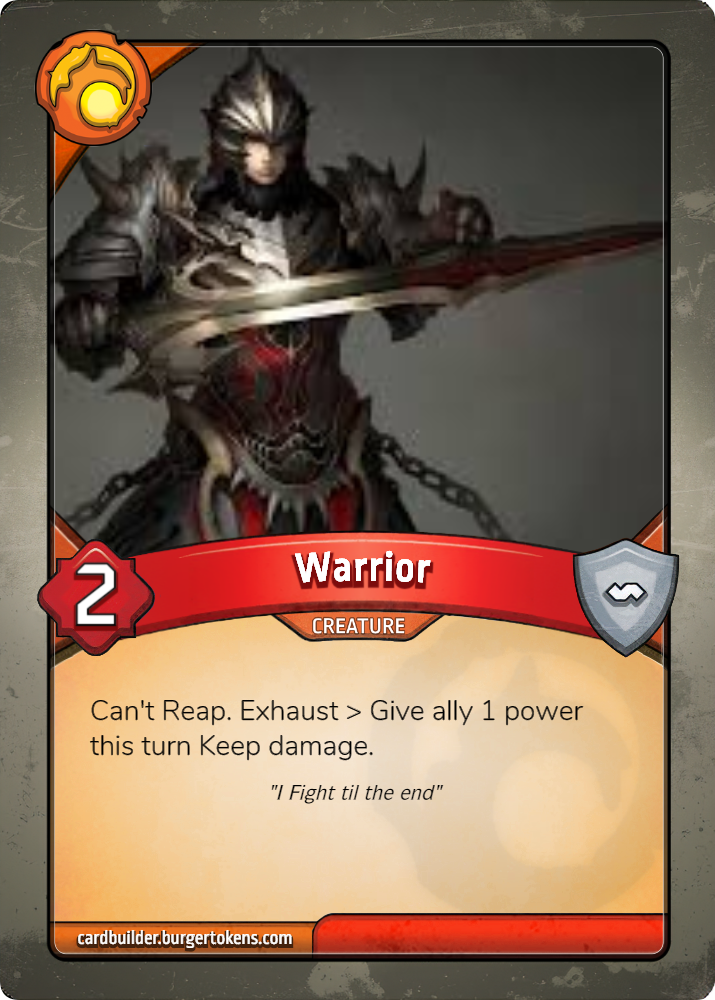 Warrior
2
CREATURE
Can't Reap. Exhaust > Give ally 1 power
this turn Keep damage.
"I Fight til the end"
cardbuilder.burgertokens.com